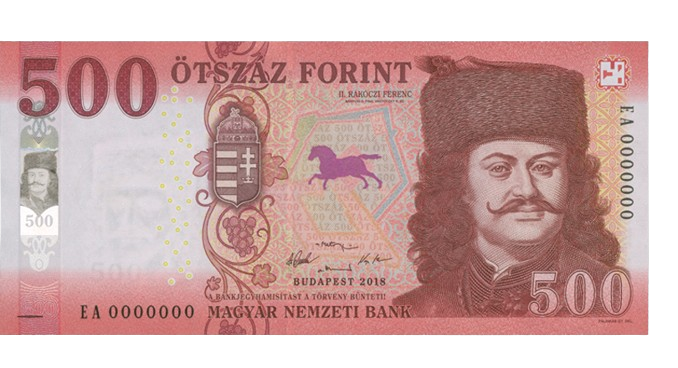 500 ÖTSZÁZ FORINT
II. RÁKÓCZI FERENC
EA 0000000
500
BUDAPEST 2018
500
A BANKJEGYHAMISÍTÁST A TÖRVÉNY BÜNTETI!
EA 0000000 MAGYAR NEMZETI BANK